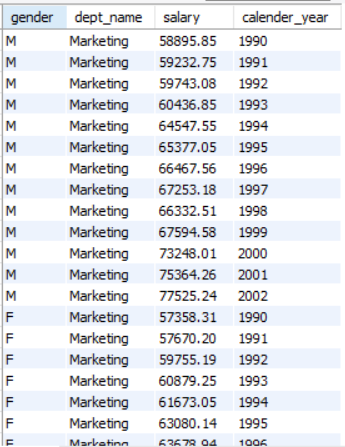 gender dept_name salary calender_year
M Marketing 58895.85 1990
M Marketing 59232.75 1991
M Marketing 59743.08 1992
M Marketing 60436.85 1993
M Marketing 64547.55 1994
M Marketing 65377.05 1995
M Marketing 66467.56 1996
M Marketing 67253.18 1997
M Marketing 66332.51 1998
M Marketing 67594.58 1999
M Marketing 73248.01 2000
M Marketing 75364.26 2001
M Marketing 77525.24 2002
F Marketing 57358.31 1990
F Marketing 57670.20 1991
F Marketing 59755.19 1992
F Marketing 60879.25 1993
F Marketing 61673.05 1994
F Marketing 63080.14 1995
F Marketing 63678.94 1996